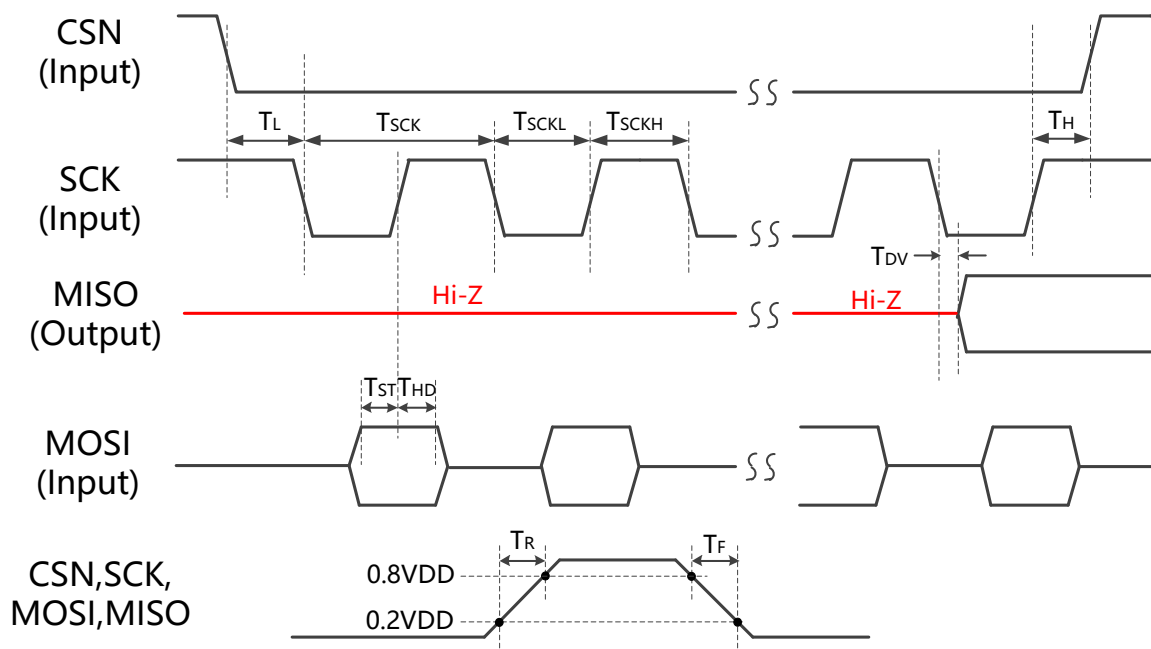 CSN
(Input)
TL
TSCK
TSCKL
TSCKH
TH
SCK
(Input)
TDV
MISO
(Output)
Hi-Z
Hi-Z
TST
THD
MOSI
(Input)
TR
TF
CSN,SCK,
MOSI,MISO
0.8VDD
0.2VDD